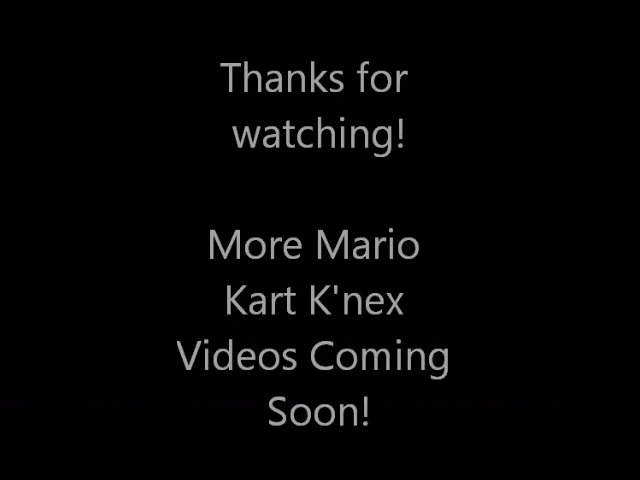 Thanks for
watching!
More Mario
Kart K'nex
Videos Coming
Soon!